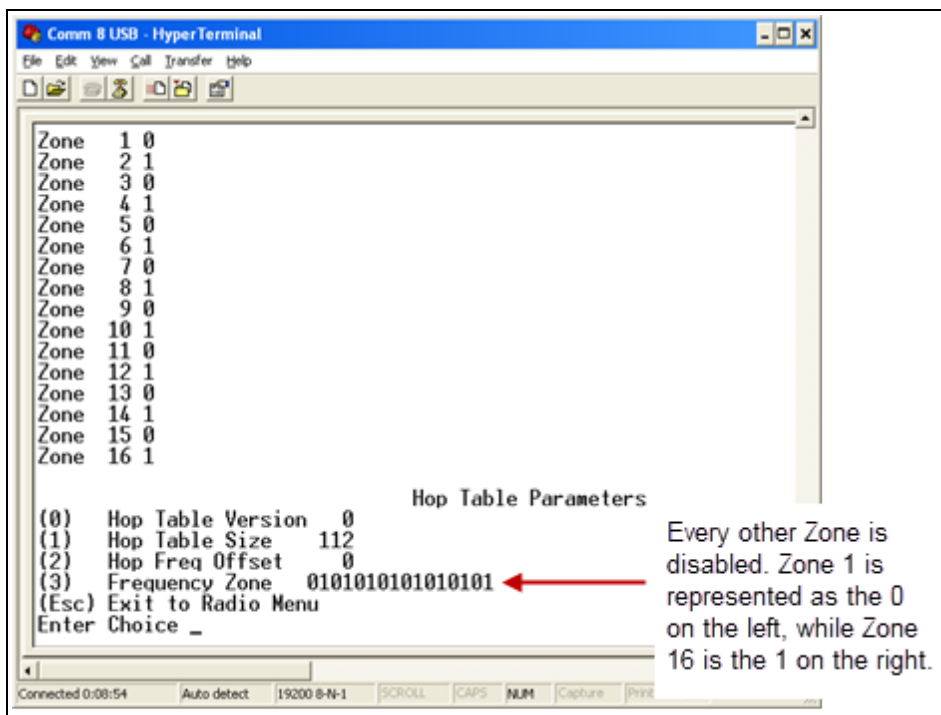 Comm 8 USB - HyperTerminal
File Edit View Call Transfer Help
Zone 1 0
Zone 2 1
Zone 3 0
Zone 4 1
Zone 5 0
Zone 6 1
Zone 7 0
Zone 8 1
Zone 9 0
Zone 10 1
Zone 11 0
Zone 12 1
Zone 13 0
Zone 14 1
Zone 15 0
Zone 16 1
Hop Table Parameters
(0) Hop Table Version 0
(1) Hop Table Size 112
(2) Hop Freq Offset 0
(3) Frequency Zone 0101010101010101
(Esc) Exit to Radio Menu
Enter Choice _
Every other Zone is
disabled. Zone 1 is
represented as the 0
on the left, while Zone
16 is the 1 on the right.
Connected 0:08:54 Auto detect 19200 8-N-1 SCROLL CAPS NUM Capture Print